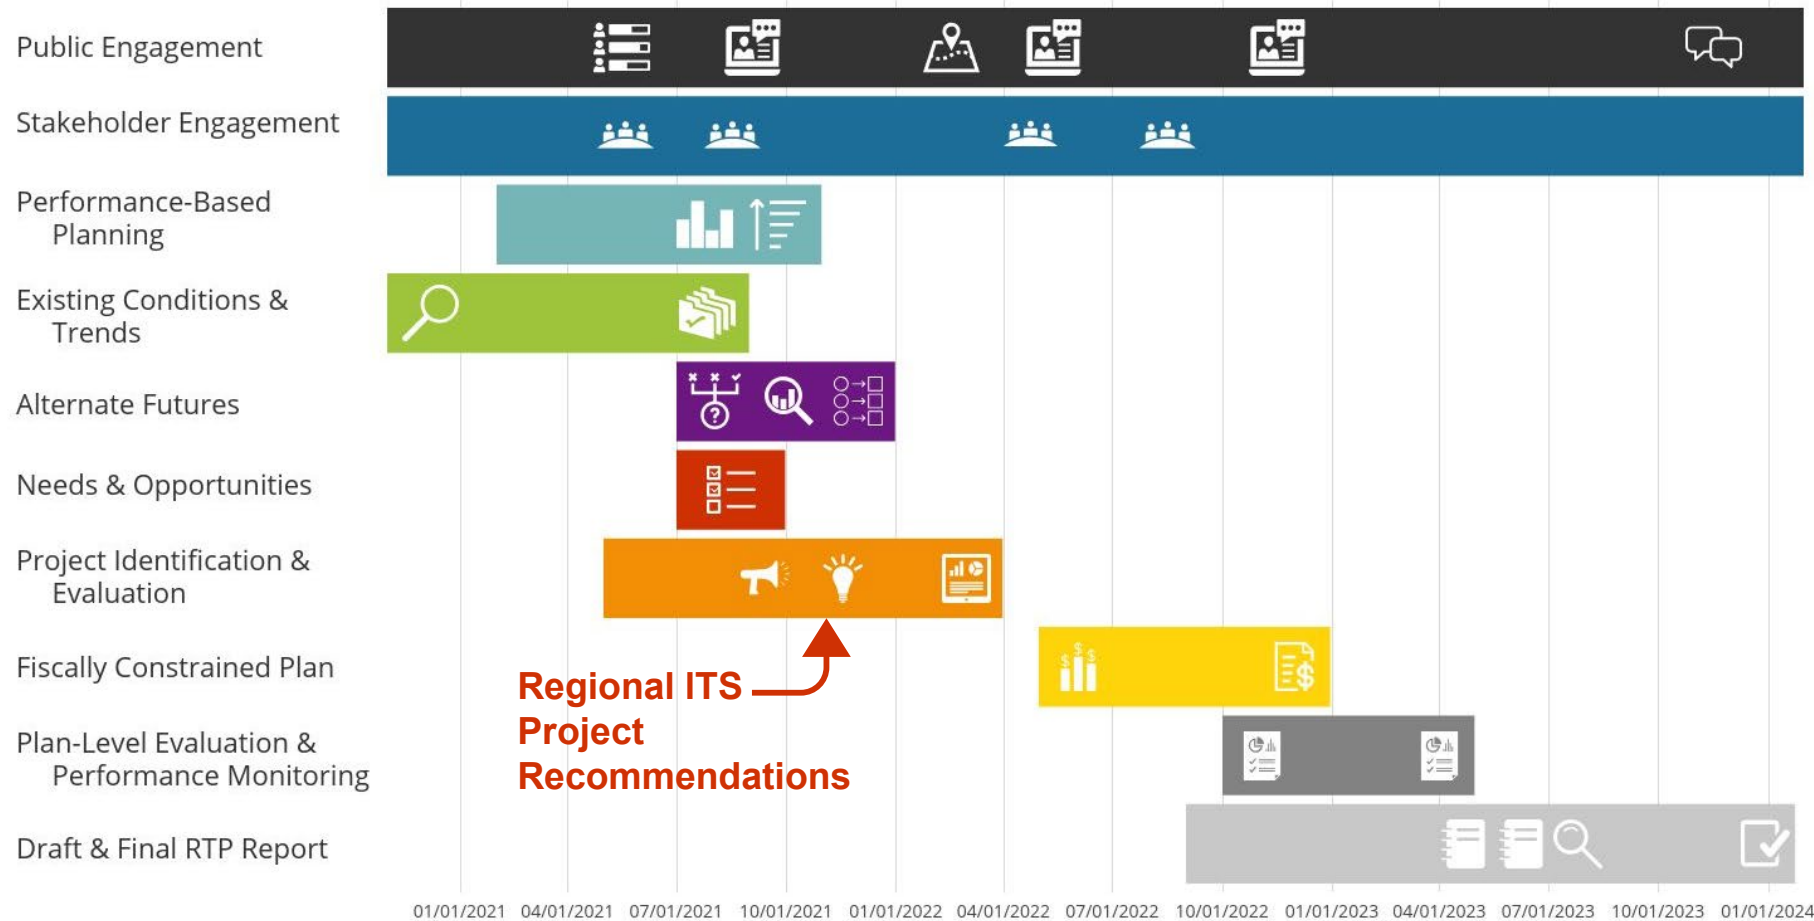 Public Engagement
Stakeholder Engagement
Performance-Based
Planning
Existing Conditions &
Trends
Alternate Futures
Needs & Opportunities
Project Identification &
Evaluation
Fiscally Constrained Plan
Regional ITS
Project
Recommendations
Plan-Level Evaluation &
Performance Monitoring
Draft & Final RTP Report
01/01/2021 04/01/2021 07/01/2021 10/01/2021 01/01/2022 04/01/2022 07/01/2022 10/01/2022 01/01/2023 04/01/2023 07/01/2023 10/01/2023 01/01/2024